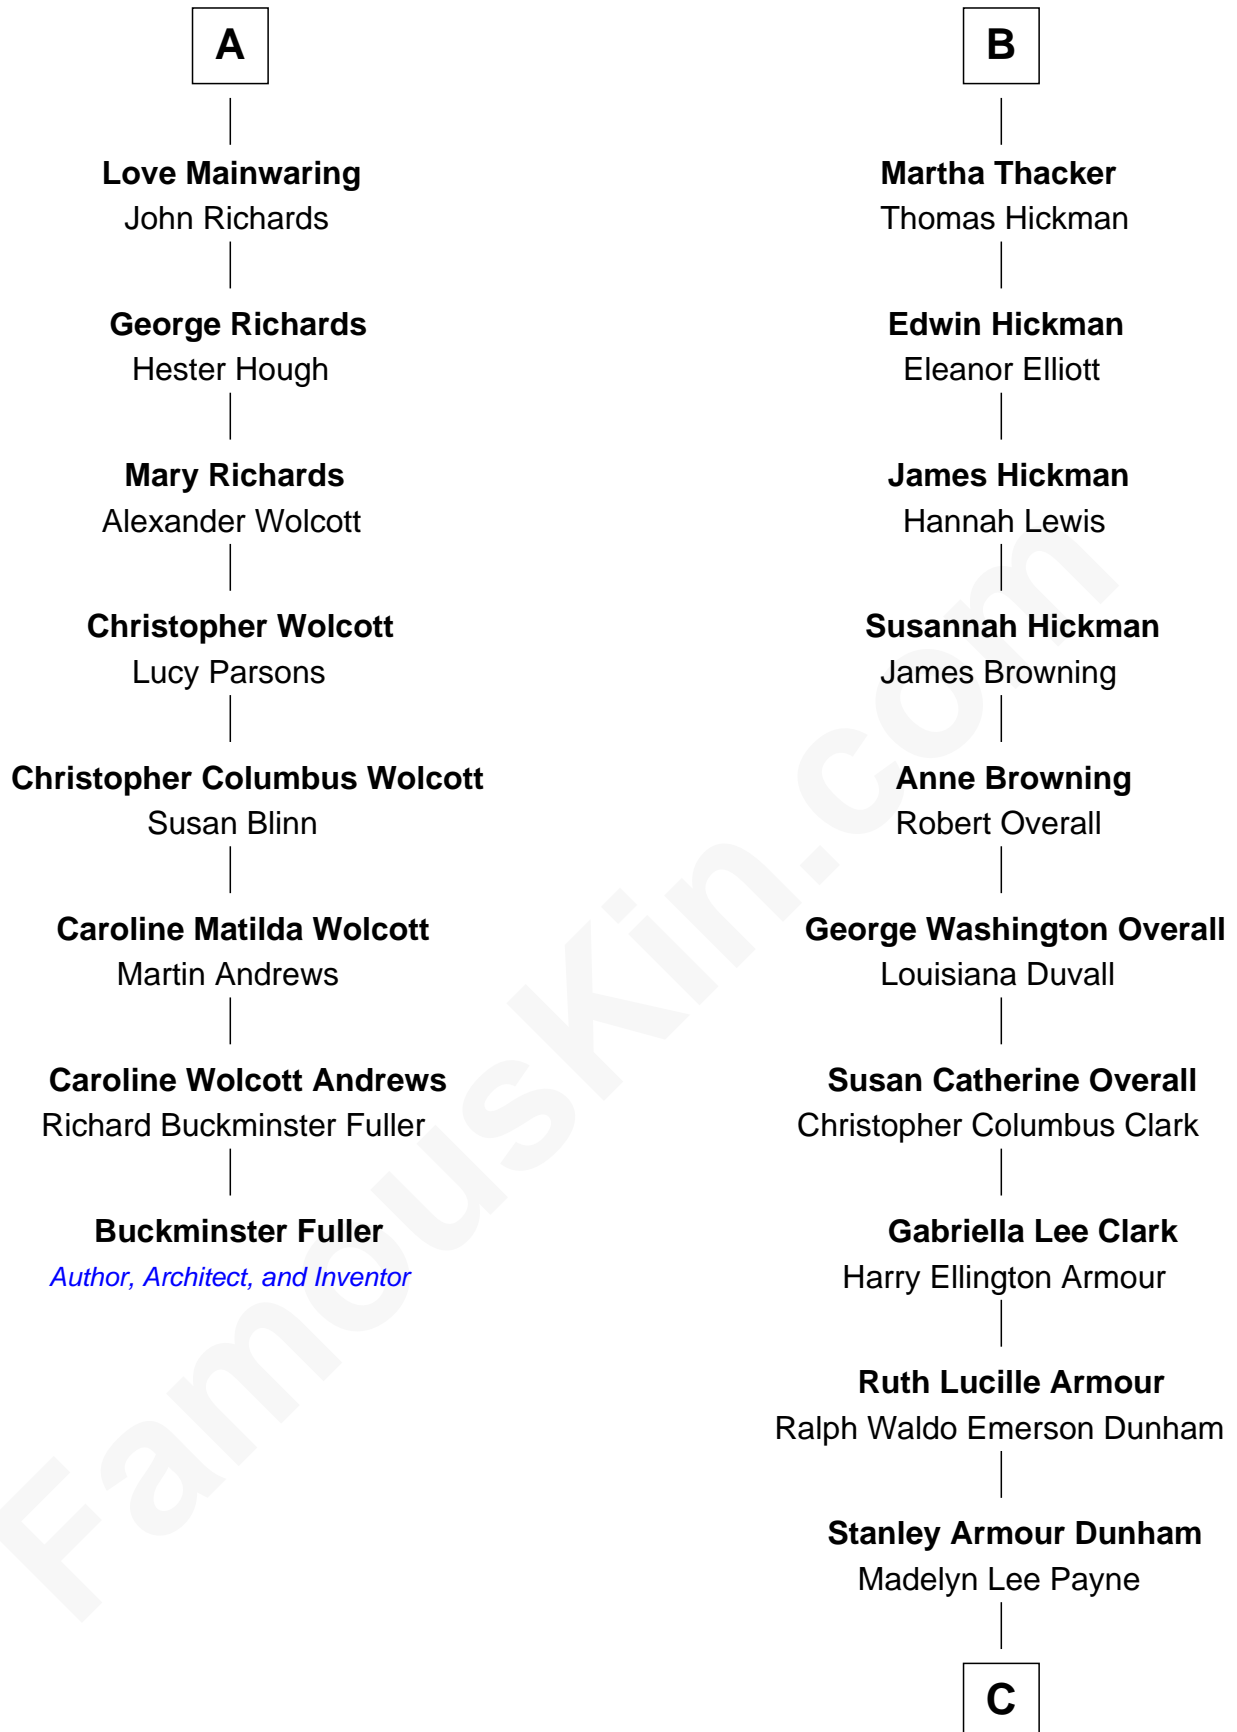 A
Love Mainwaring
John Richards
George Richards
Hester Hough
Mary Richards
Alexander Wolcott
Christopher Wolcott
Lucy Parsons
Christopher Columbus Wolcott
Susan Blinn
Caroline Matilda Wolcott
Martin Andrews
Caroline Wolcott Andrews
Richard Buckminster Fuller
Buckminster Fuller
Author, Architect, and Inventor
B
Martha Thacker
Thomas Hickman
Edwin Hickman
Eleanor Elliott
James Hickman
Hannah Lewis
Susannah Hickman
James Browning
Anne Browning
Robert Overall
George Washington Overall
Louisiana Duvall
Susan Catherine Overall
Christopher Columbus Clark
Gabriella Lee Clark
Harry Ellington Armour
Ruth Lucille Armour
Ralph Waldo Emerson Dunham
Stanley Armour Dunham
Madelyn Lee Payne
C
FamousKin.com